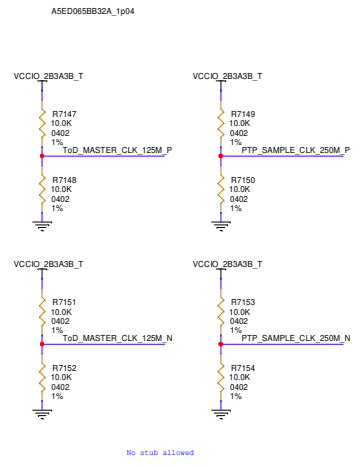 A5ED065BB32A_1p04
VCCIO_2B3A3B_T
R7147
10.0K
0402
1%
ToD_MASTER_CLK_125M_P
R7148
10.0K
0402
1%
VCCIO_2B3A3B_T
R7149
10.0K
0402
1%
PTP_SAMPLE_CLK_250M_P
R7150
10.0K
0402
1%
VCCIO_2B3A3B_T
R7151
10.0K
0402
1%
ToD_MASTER_CLK_125M_N
R7152
10.0K
0402
1%
VCCIO_2B3A3B_T
R7153
10.0K
0402
1%
PTP_SAMPLE_CLK_250M_N
R7154
10.0K
0402
1%
No stub allowed